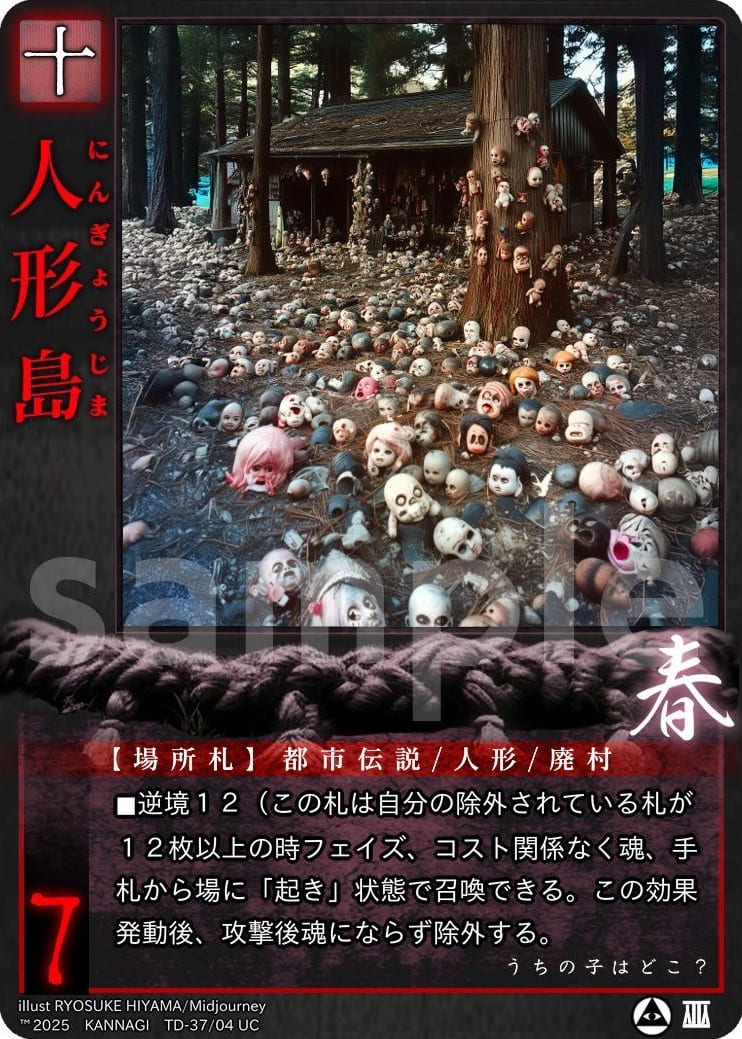 十
人形島
にんぎょうじま
sample
春
【場所札】都市伝説/人形/廃村
■逆境12（この札は自分の除外されている札が
12枚以上の時フェイズ、コスト関係なく魂、手
札から場に「起き」状態で召喚できる。この効果
発動後、攻撃後魂にならず除外する。
うちの子はどこ？
7
illust RYOSUKE HIYAMA/Midjourney
™2025 KANNAGI TD-37/04 UC